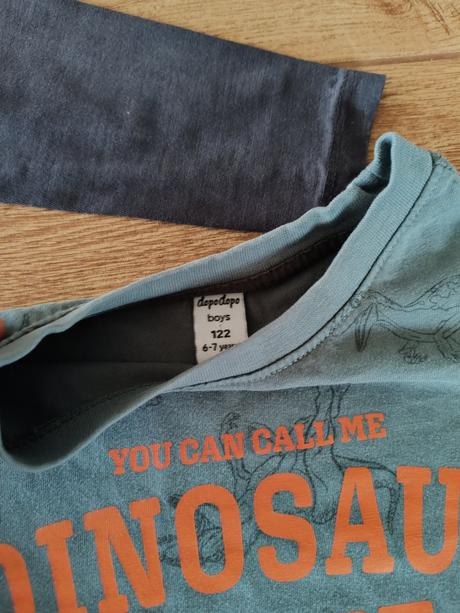 dopodopo
boys
122
6-7 years
YOU CAN CALL ME
DINOSAU